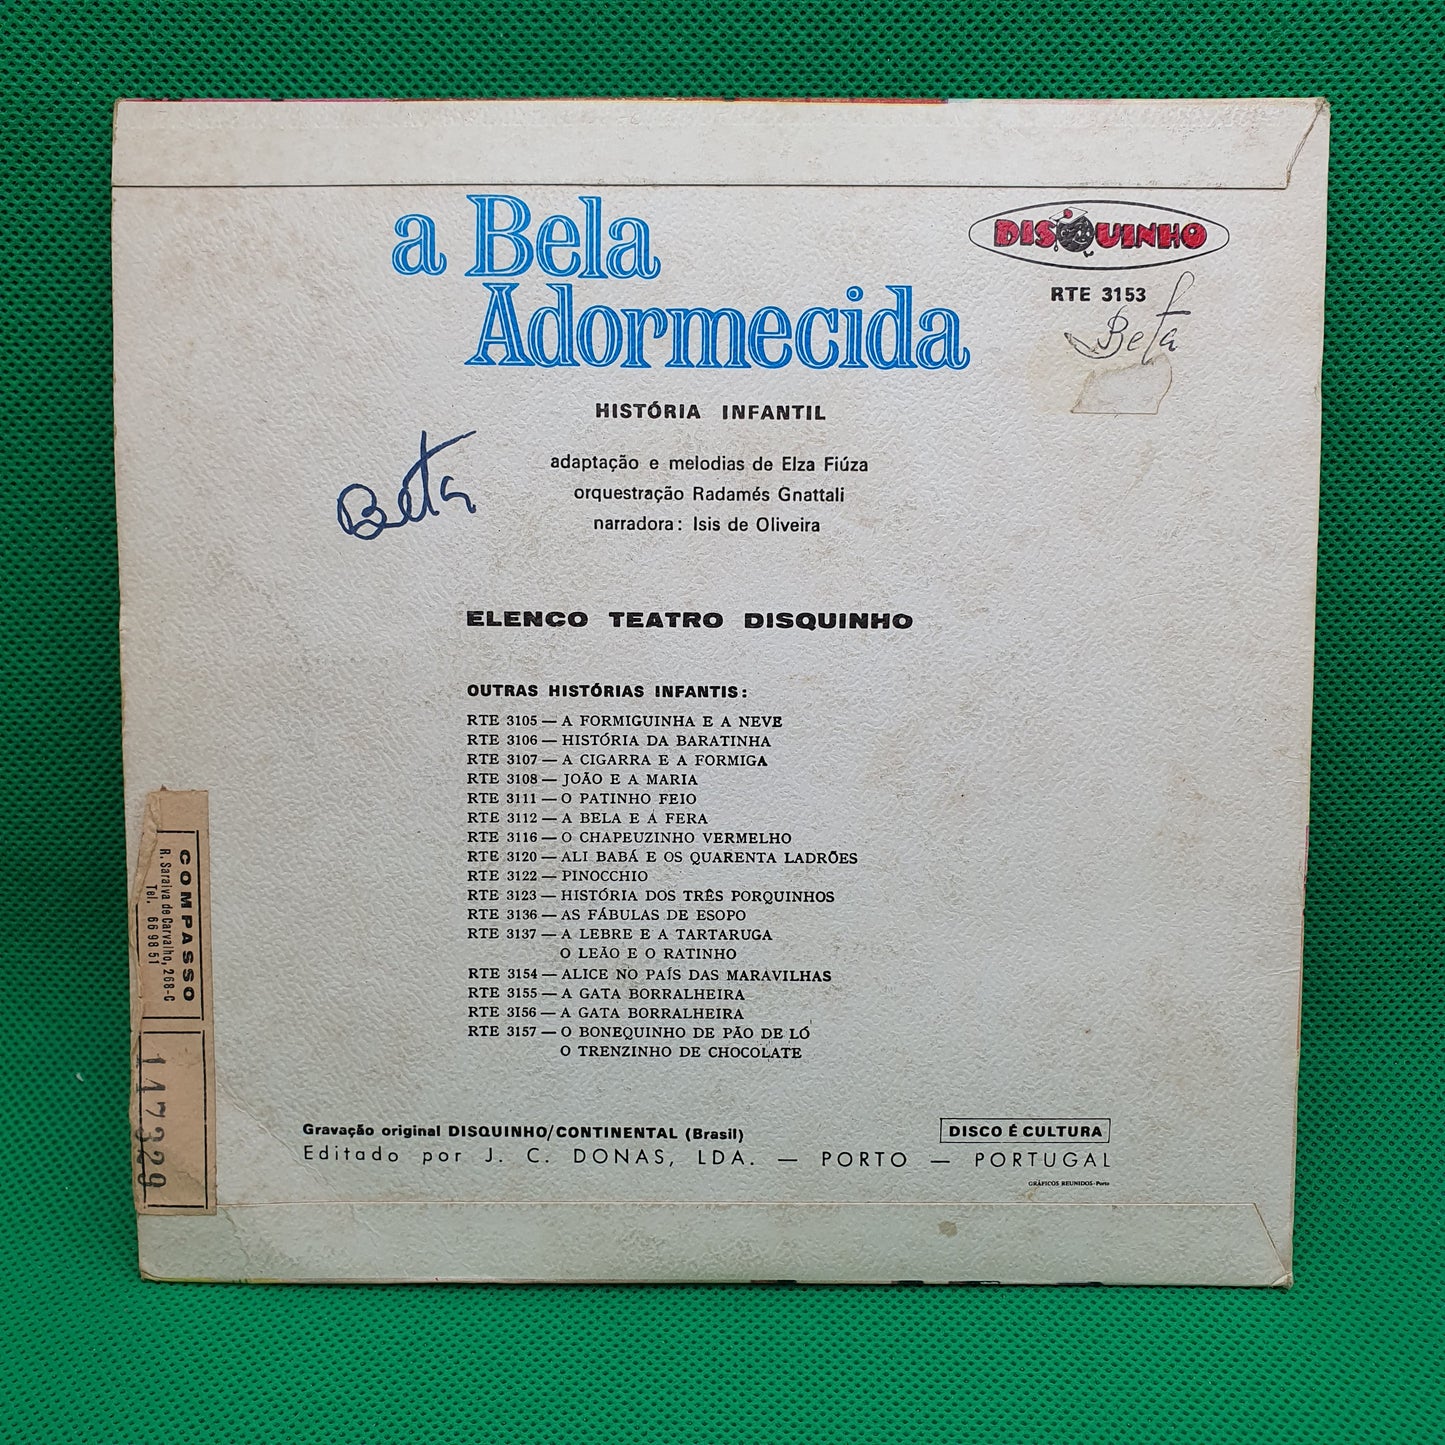 a Bela
Adormecida
DISQUINHO
RTE 3153
Beta
HISTÓRIA INFANTIL
adaptação e melodias de Elza Fiúza
orquestração Radamés Gnattali
narradora: Isis de Oliveira
Beta
ELENCO TEATRO DISQUINHO
OUTRAS HISTÓRIAS INFANTIS:
RTE 3105 — A FORMIGUINHA E A NEVE
RTE 3106 — HISTÓRIA DA BARATINHA
RTE 3107 — A CIGARRA E A FORMIGA
RTE 3108 — JOÃO E A MARIA
RTE 3111 — O PATINHO FEIO
RTE 3112 — A BELA E A FERA
RTE 3116 — O CHAPEUZINHO VERMELHO
RTE 3120 — ALI BABÁ E OS QUARENTA LADRÕES
RTE 3122 — PINOCCHIO
RTE 3123 — HISTÓRIA DOS TRÊS PORQUINHOS
RTE 3136 — AS FÁBULAS DE ESOPO
RTE 3137 — A LEBRE E A TARTARUGA
O LEÃO E O RATINHO
RTE 3154 — ALICE NO PAÍS DAS MARAVILHAS
RTE 3155 — A GATA BORRALHEIRA
RTE 3156 — A GATA BORRALHEIRA
RTE 3157 — O BONEQUINHO DE PÃO DE LÓ
O TRENZINHO DE CHOCOLATE
COMPASSO
R. Saraiva de Carvalho, 268-C
Tel. 669851
117329
Gravação original DISQUINHO/CONTINENTAL (Brasil)
DISCO É CULTURA
Editado por J. C. DONAS, LDA. — PORTO — PORTUGAL
GRÁFICOS REUNIDOS-Porto